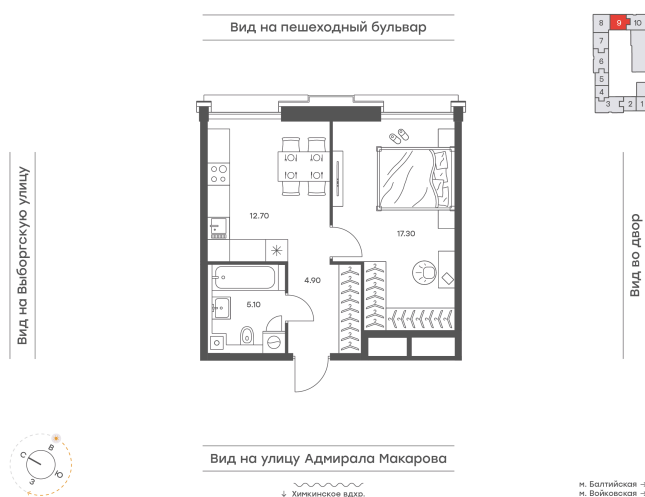 Вид на пешеходный бульвар
8 9 10
7
6
5
4
3 2 1
Вид на Выборгскую улицу
12.70
17.30
4.90
5.10
Вид во двор
С В Ю З
Вид на улицу Адмирала Макарова
↓ Химкинское вдхр.
м. Балтийская
м. Войковская